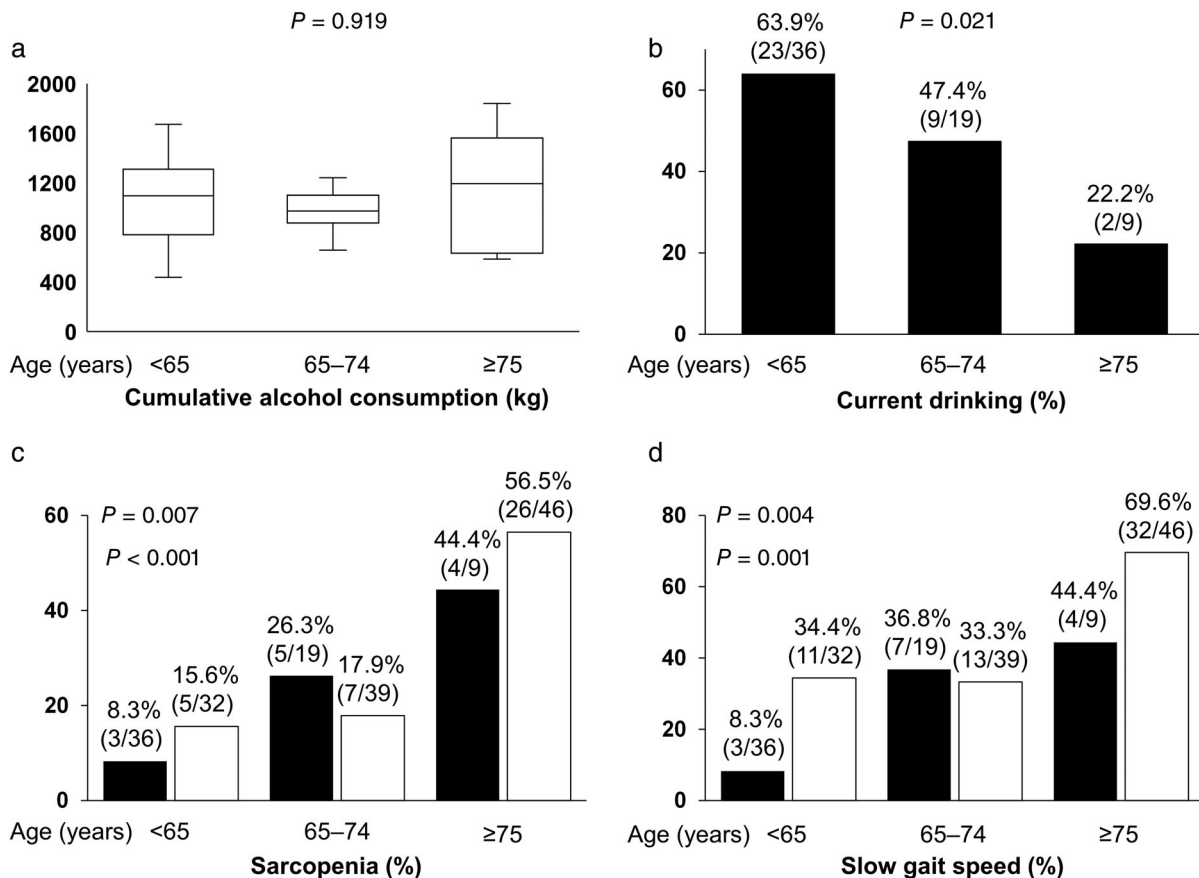 P = 0.919
a
2000
1600
1200
800
400
0
Age (years) <65 65–74 ≥75
Cumulative alcohol consumption (kg)
b
63.9%
(23/36)
P = 0.021
47.4%
(9/19)
22.2%
(2/9)
60
40
20
0
Age (years) <65 65–74 ≥75
Current drinking (%)
c
P = 0.007
P < 0.001
60
40
20
0
8.3%
(3/36)
15.6%
(5/32)
26.3%
(5/19)
17.9%
(7/39)
44.4%
(4/9)
56.5%
(26/46)
Age (years) <65 65–74 ≥75
Sarcopenia (%)
d
P = 0.004
P = 0.001
80
60
40
20
0
8.3%
(3/36)
34.4%
(11/32)
36.8%
(7/19)
33.3%
(13/39)
44.4%
(4/9)
69.6%
(32/46)
Age (years) <65 65–74 ≥75
Slow gait speed (%)